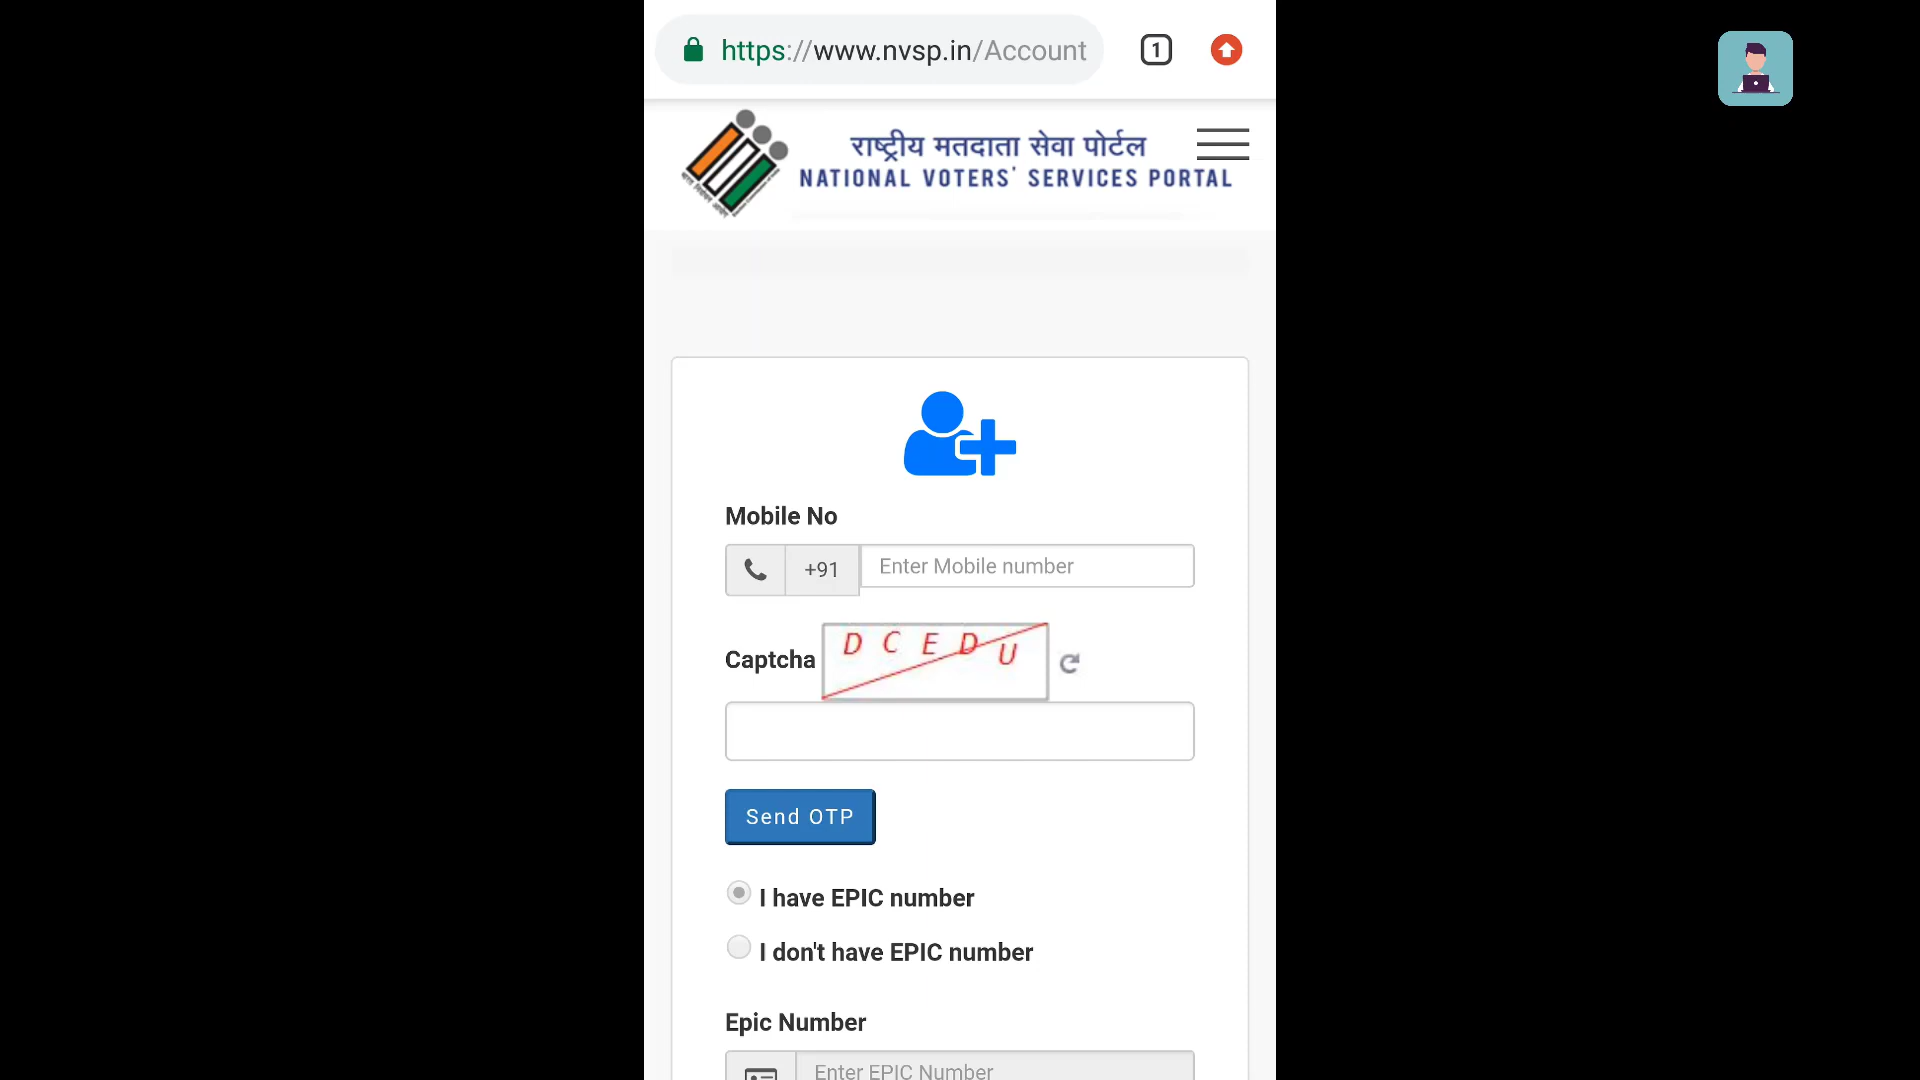 https://www.nvsp.in/Account
1
राष्ट्रीय मतदाता सेवा पोर्टल
NATIONAL VOTERS' SERVICES PORTAL
Mobile No
+91 Enter Mobile number
Captcha D C E D U
Send OTP
I have EPIC number
I don't have EPIC number
Epic Number
Enter EPIC Number